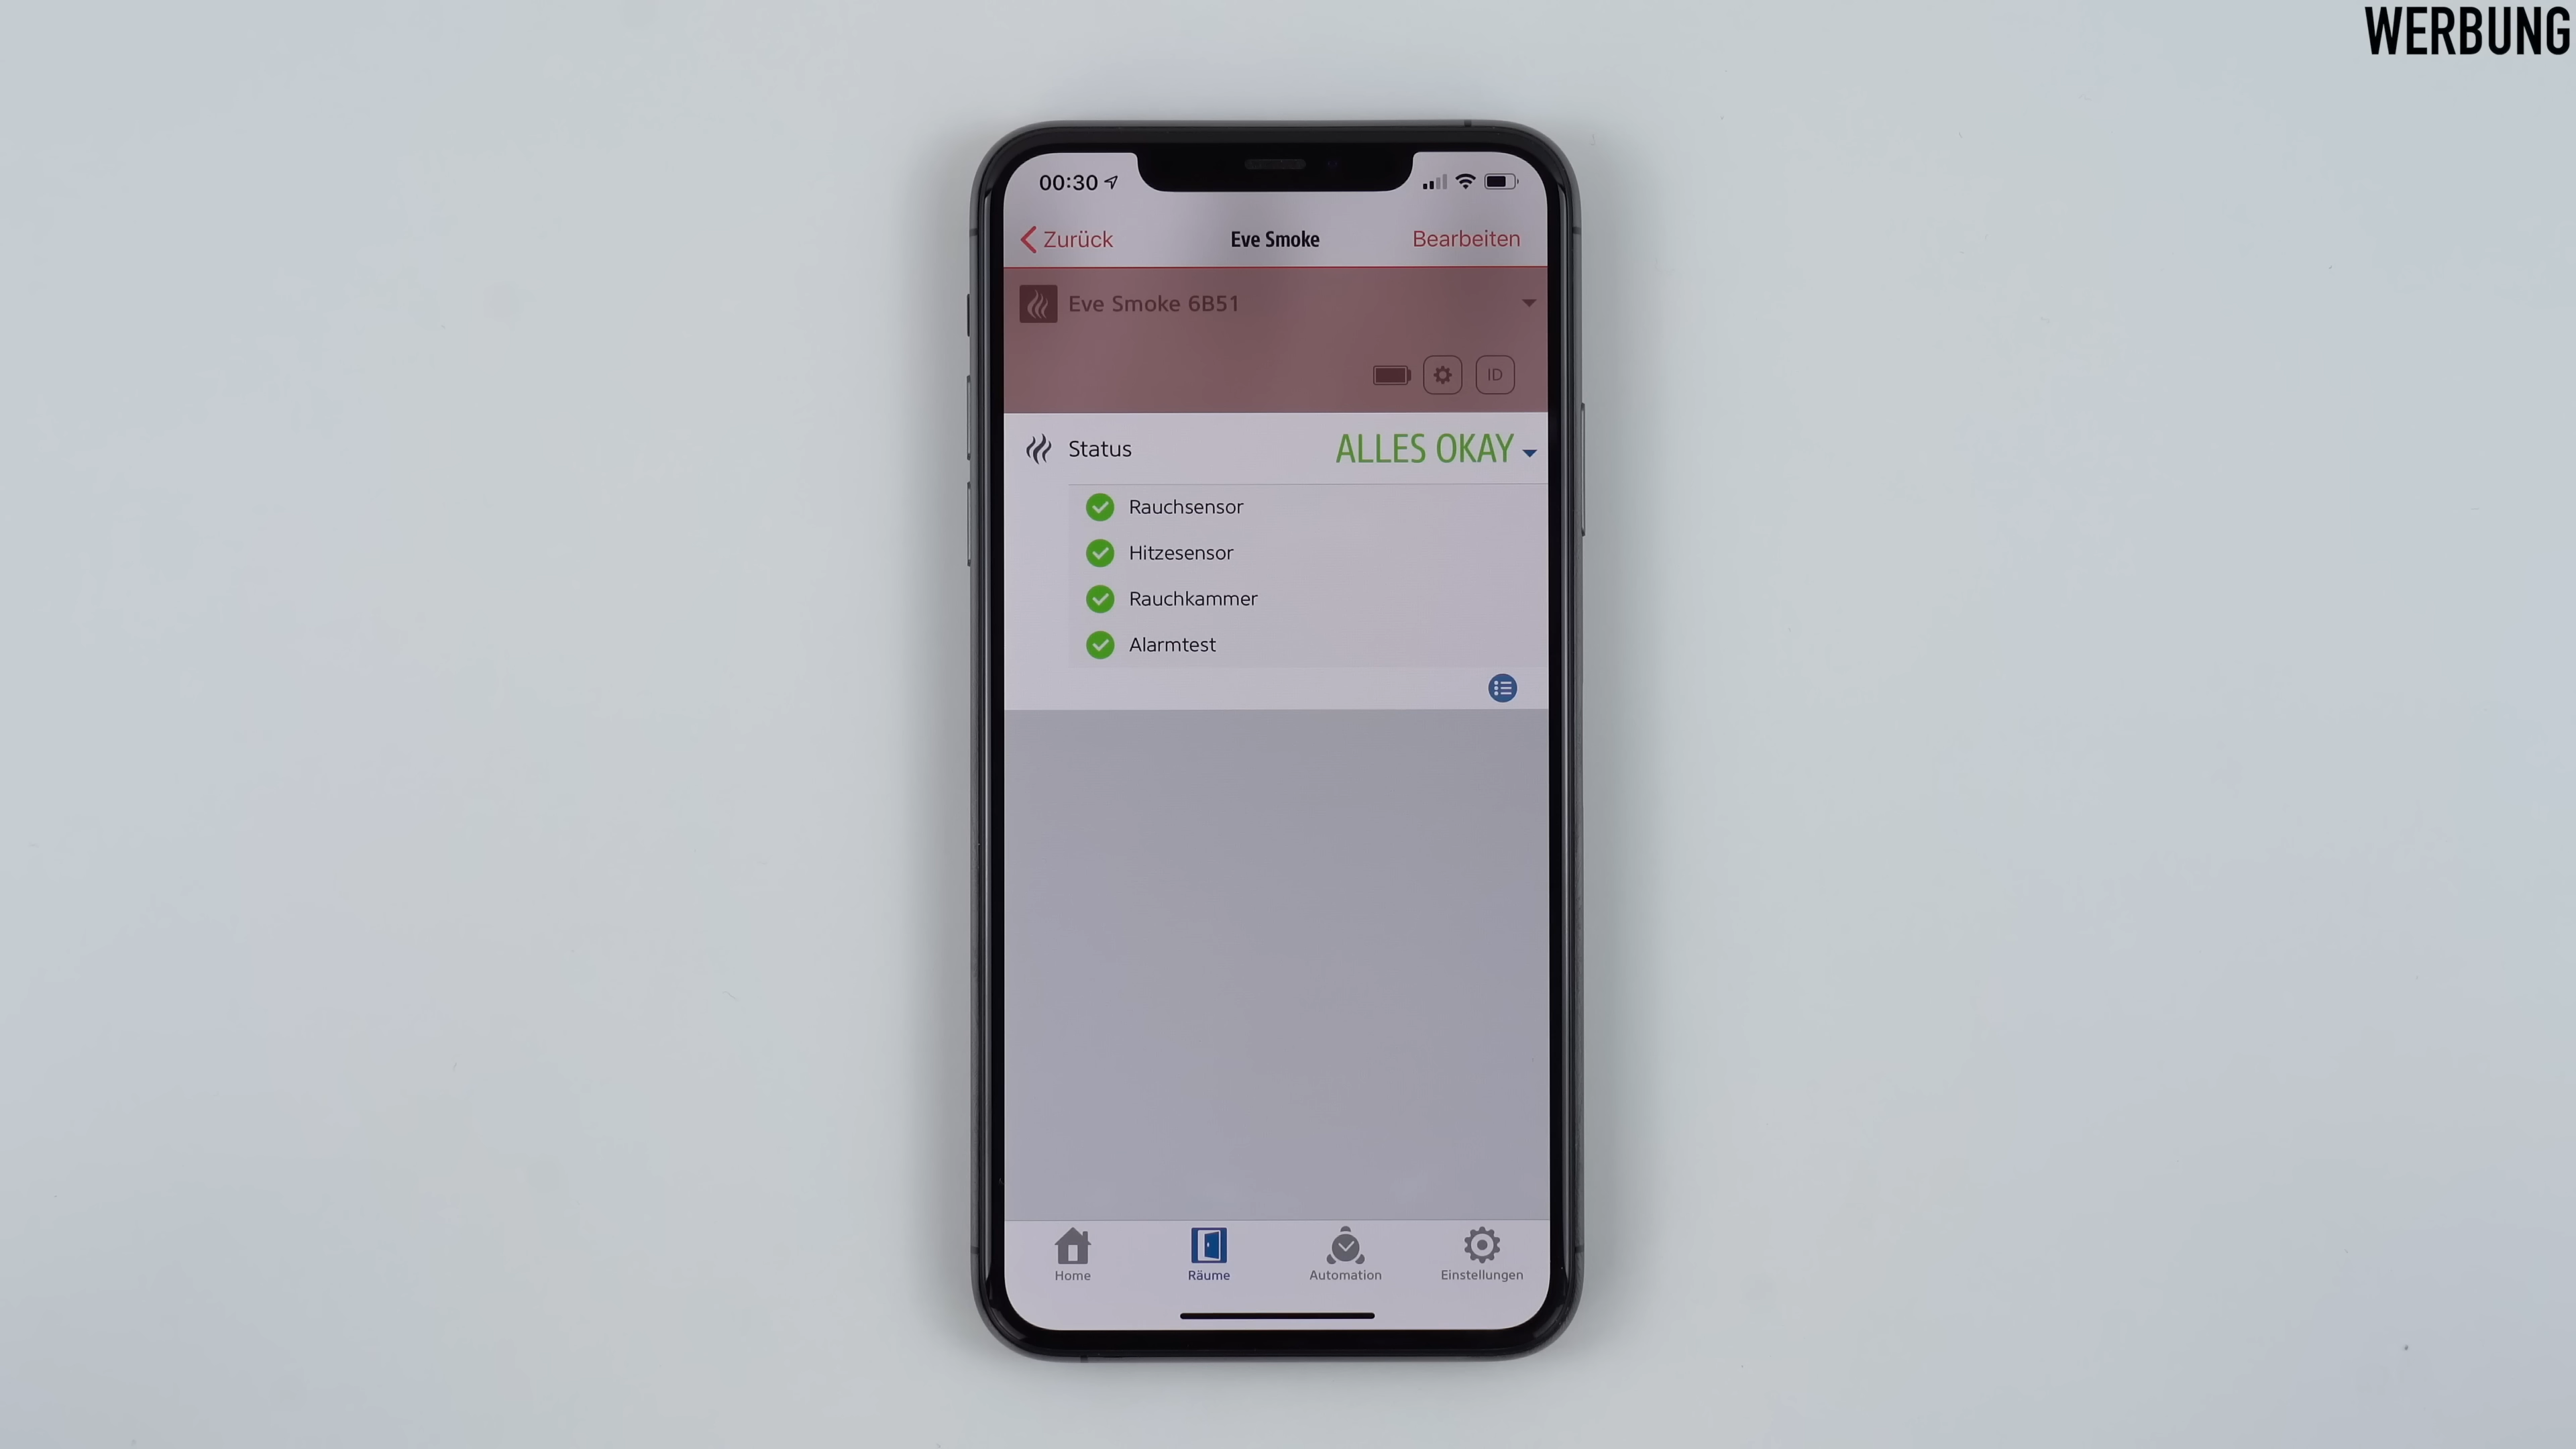 WERBUNG
00:30
Zurück Eve Smoke Bearbeiten
Eve Smoke 6B51
ID
Status ALLES OKAY
Rauchsensor
Hitzesensor
Rauchkammer
Alarmtest
Home Räume Automation Einstellungen